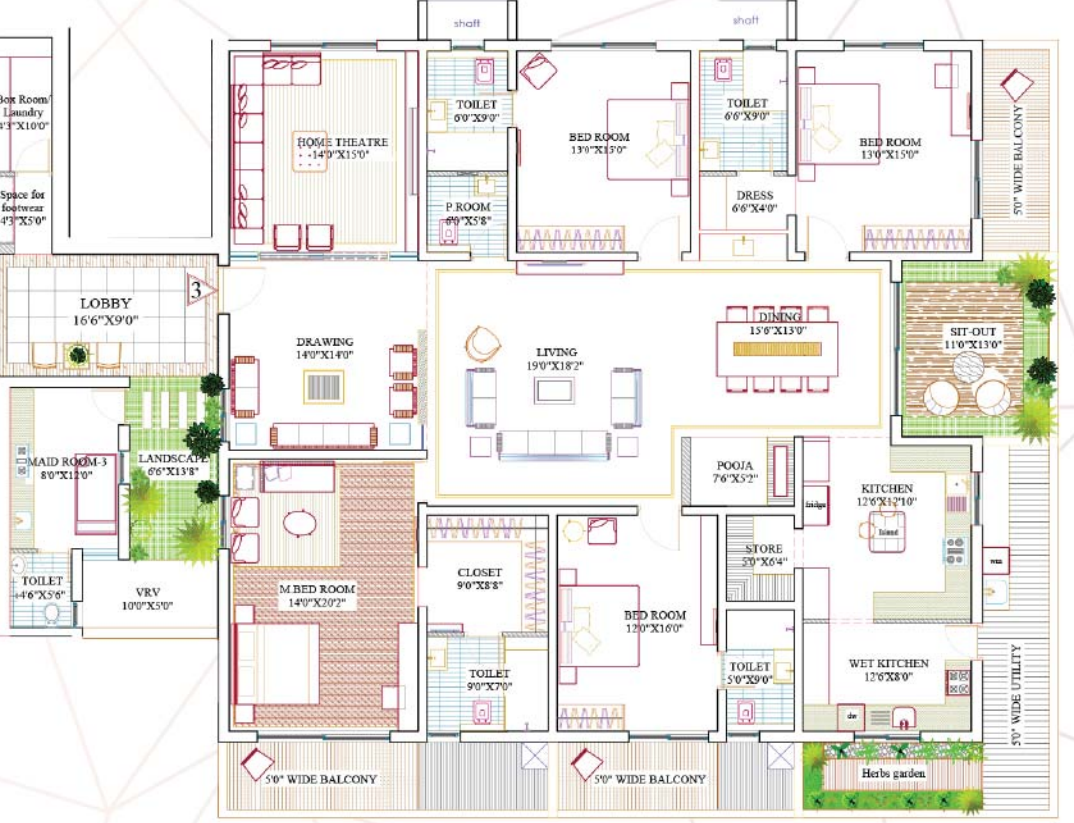 shaft
shaft
Box Room/
Laundry
4'3"X10'0"
HOME THEATRE
14'0"X15'0"
TOILET
6'0"X9'0"
BED ROOM
13'0"X15'0"
TOILET
6'6"X9'0"
BED ROOM
13'0"X15'0"
5'0" WIDE BALCONY
Space for
footwear
4'3"X5'0"
P.ROOM
6'0"X5'8"
DRESS
6'6"X4'0"
LOBBY
16'6"X9'0"
3
DRAWING
14'0"X14'0"
LIVING
19'0"X18'2"
DINING
15'6"X13'0"
SIT-OUT
11'0"X13'0"
MAID ROOM-3
8'0"X12'0"
LANDSCAPE
6'6"X13'8"
POOJA
7'6"X5'2"
KITCHEN
12'6"X12'10"
fridge
Island
STORE
5'0"X6'4"
wm
TOILET
4'6"X5'6"
VRV
10'0"X5'0"
M.BED ROOM
14'0"X20'2"
CLOSET
9'0"X8'8"
BED ROOM
12'0"X16'0"
TOILET
9'0"X7'0"
TOILET
5'0"X9'0"
WET KITCHEN
12'6"X8'0"
dw
5'0" WIDE UTILITY
5'0" WIDE BALCONY
5'0" WIDE BALCONY
Herbs garden